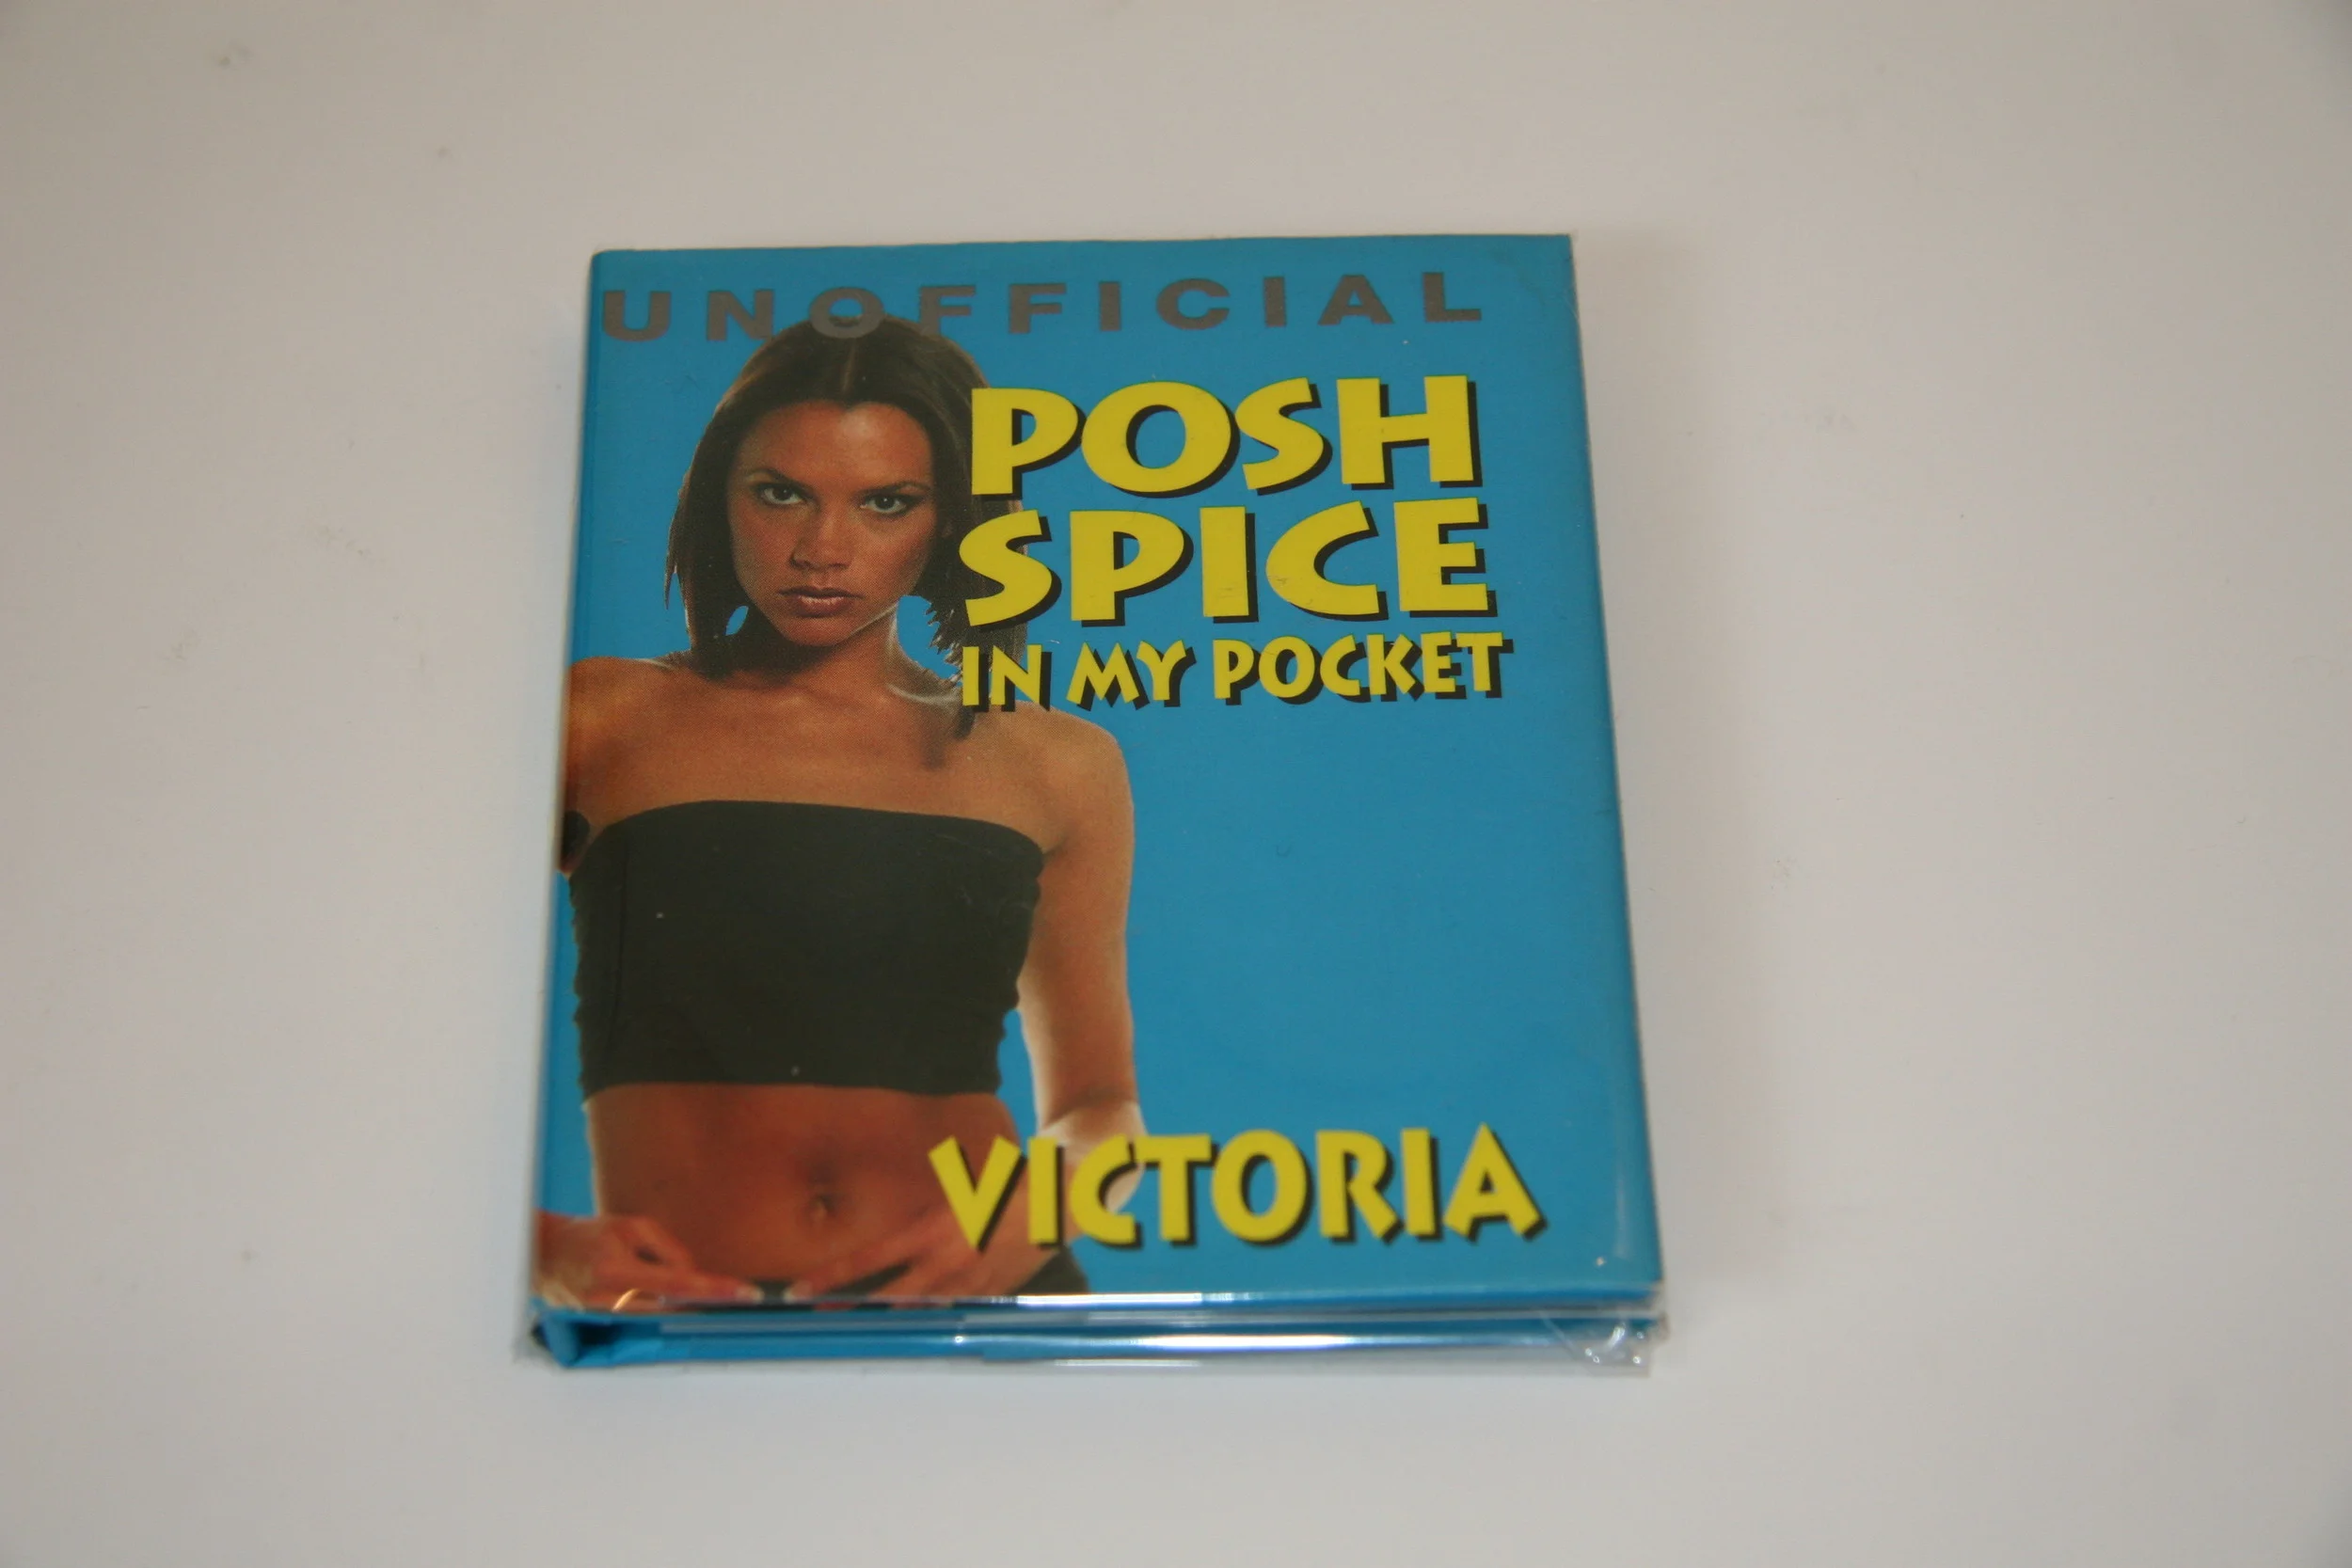 UNOFFICIAL
POSH
SPICE
IN MY POCKET
VICTORIA